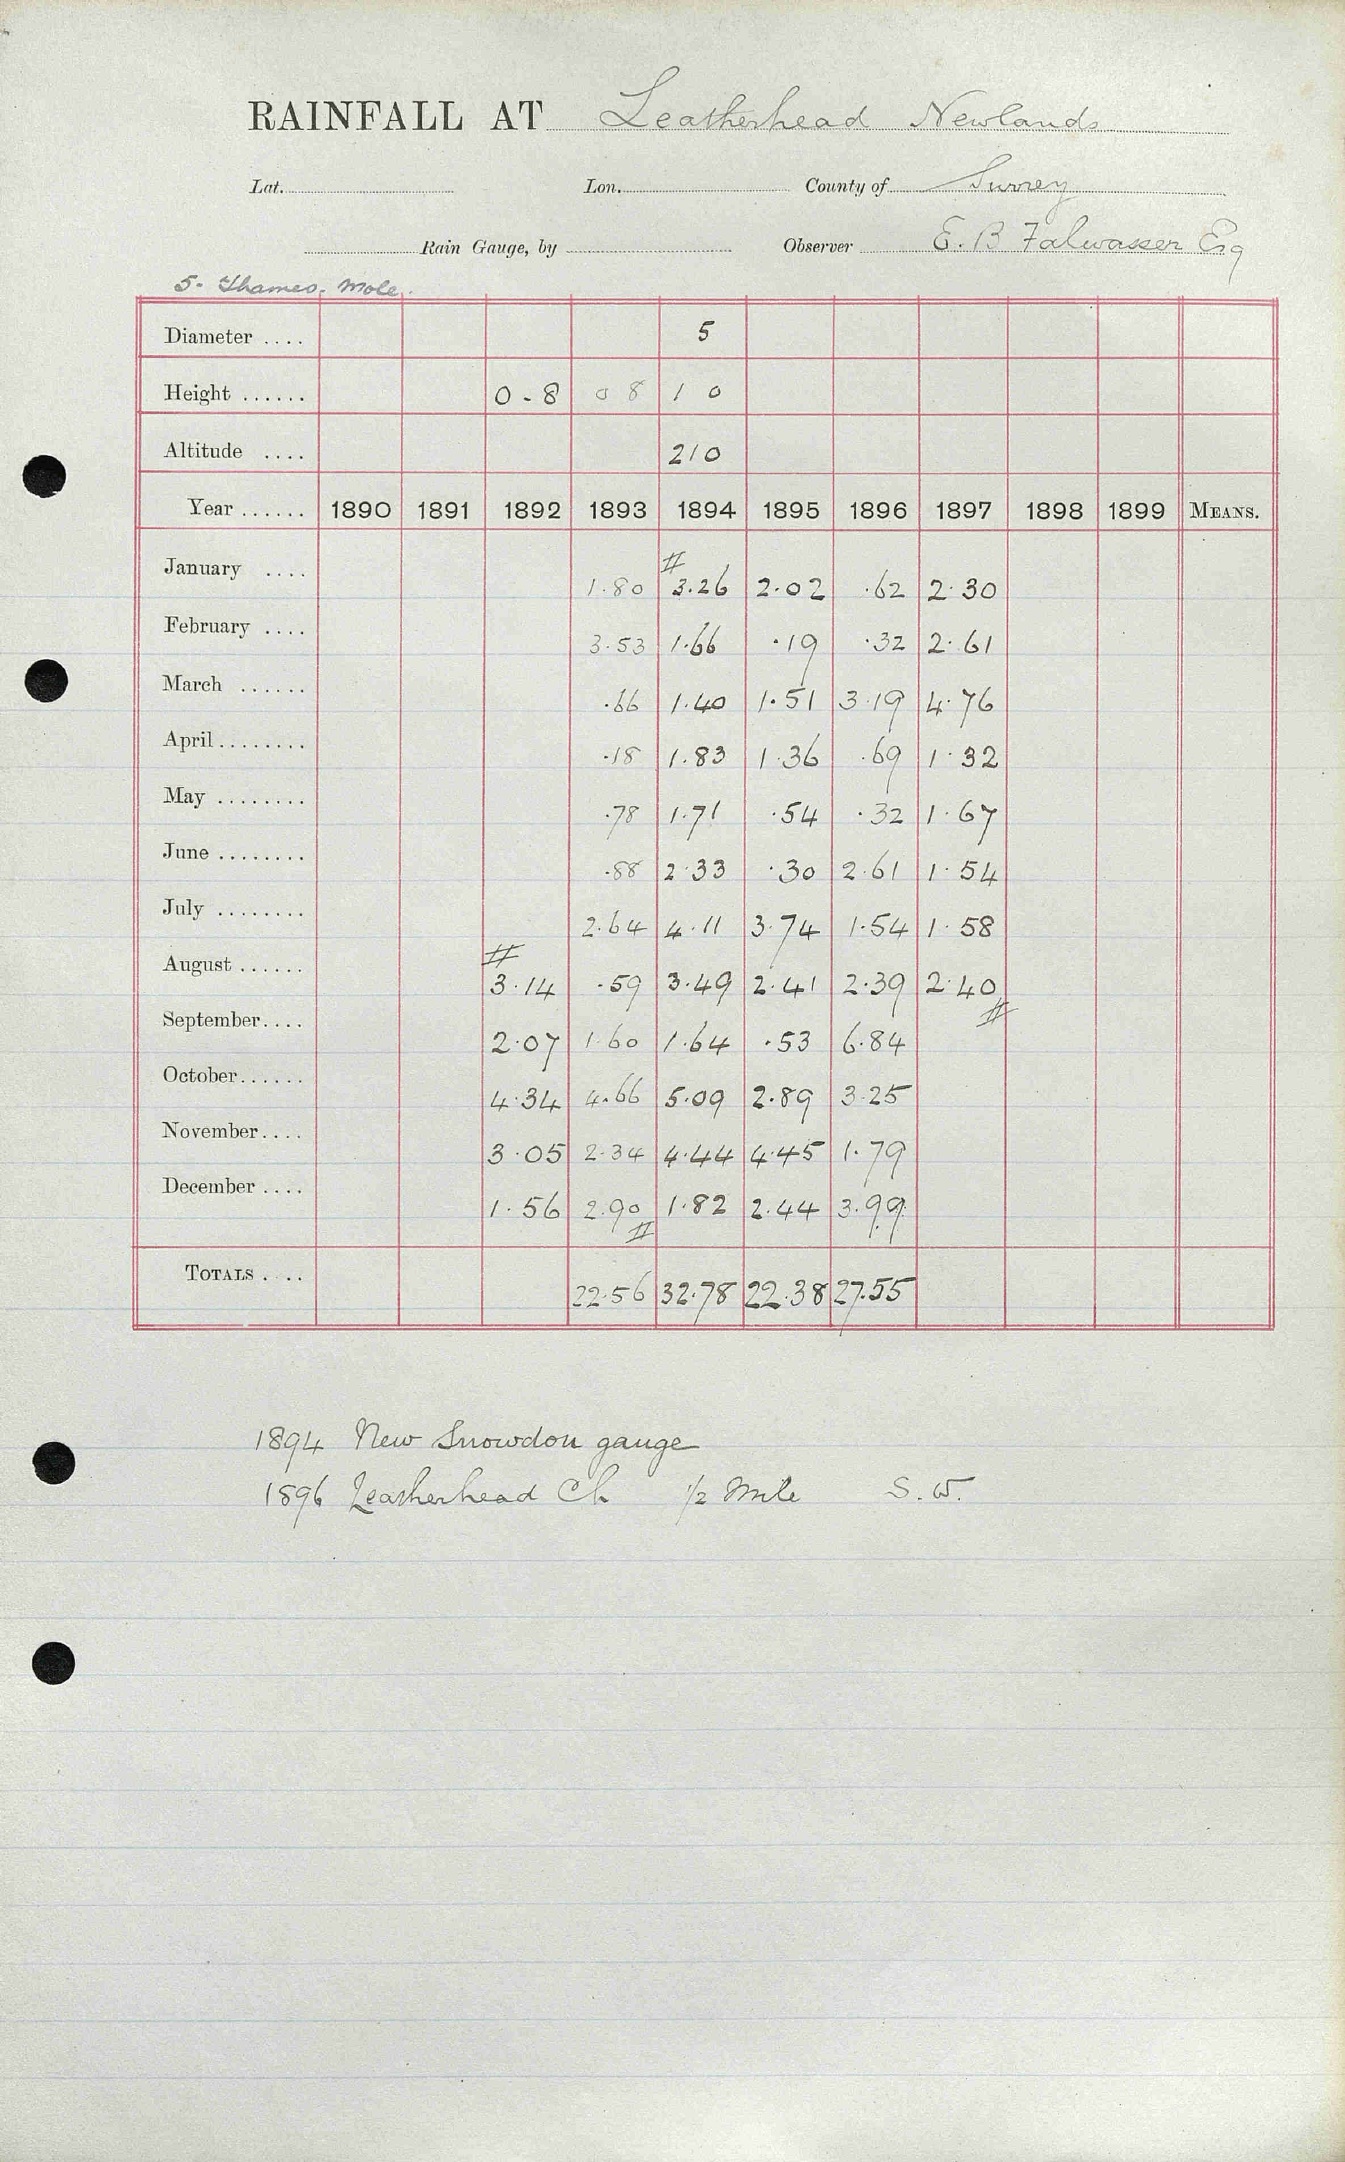 RAINFALL AT Leatherhead Newlands
Lat. Lon. County of Surrey
Rain Gauge, by Observer E. B Falwasser Esq
5. Thames. Mole.
Diameter .... 5
Height ...... 0-8 0 8 1 0
Altitude .... 210
Year ...... 1890 1891 1892 1893 1894 1895 1896 1897 1898 1899 MEANS.
January .... 1.80 # 3.26 2.02 .62 2.30
February .... 3.53 1.66 .19 .32 2.61
March ...... .66 1.40 1.51 3.19 4.76
April ........ .18 1.83 1.36 .69 1.32
May ........ .78 1.71 .54 .32 1.67
June ........ .88 2.33 .30 2.61 1.54
July ........ 2.64 4.11 3.74 1.54 1.58
August ...... # 3.14 .59 3.49 2.41 2.39 2.40 #
September.... 2.07 1.60 1.64 .53 6.84
October...... 4.34 4.66 5.09 2.89 3.25
November.... 3.05 2.34 4.44 4.45 1.79
December .... 1.56 2.90 # 1.82 2.44 3.99
TOTALS .... 22.56 32.78 22.38 27.55
1894 New Snowdon gauge
1896 Leatherhead Ch 1/2 Mile S.W.